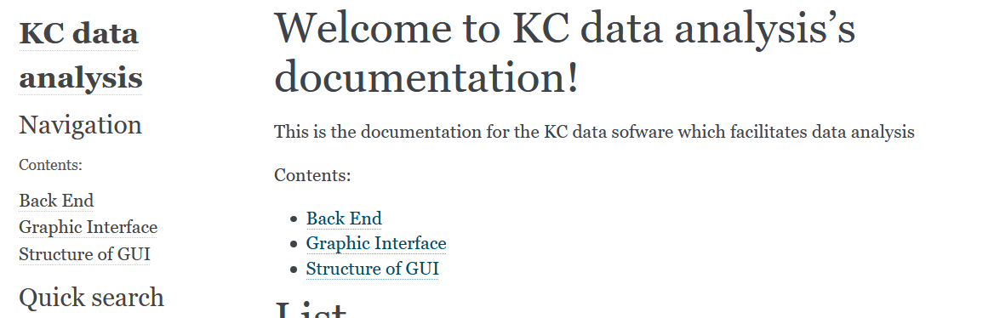 KC data
analysis
Navigation
Contents:
Back End
Graphic Interface
Structure of GUI
Quick search
Welcome to KC data analysis’s
documentation!
This is the documentation for the KC data sofware which facilitates data analysis
Contents:
Back End
Graphic Interface
Structure of GUI
List